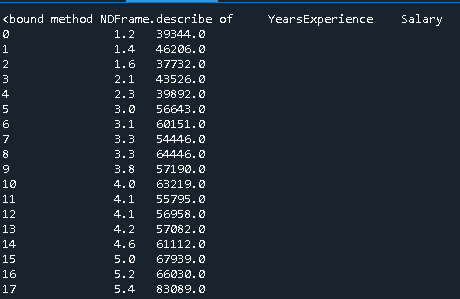 <bound method NDFrame.describe of     YearsExperience    Salary
0              1.2   39344.0
1              1.4   46206.0
2              1.6   37732.0
3              2.1   43526.0
4              2.3   39892.0
5              3.0   56643.0
6              3.1   60151.0
7              3.3   54446.0
8              3.3   64446.0
9              3.8   57190.0
10             4.0   63219.0
11             4.1   55795.0
12             4.1   56958.0
13             4.2   57082.0
14             4.6   61112.0
15             5.0   67939.0
16             5.2   66030.0
17             5.4   83089.0